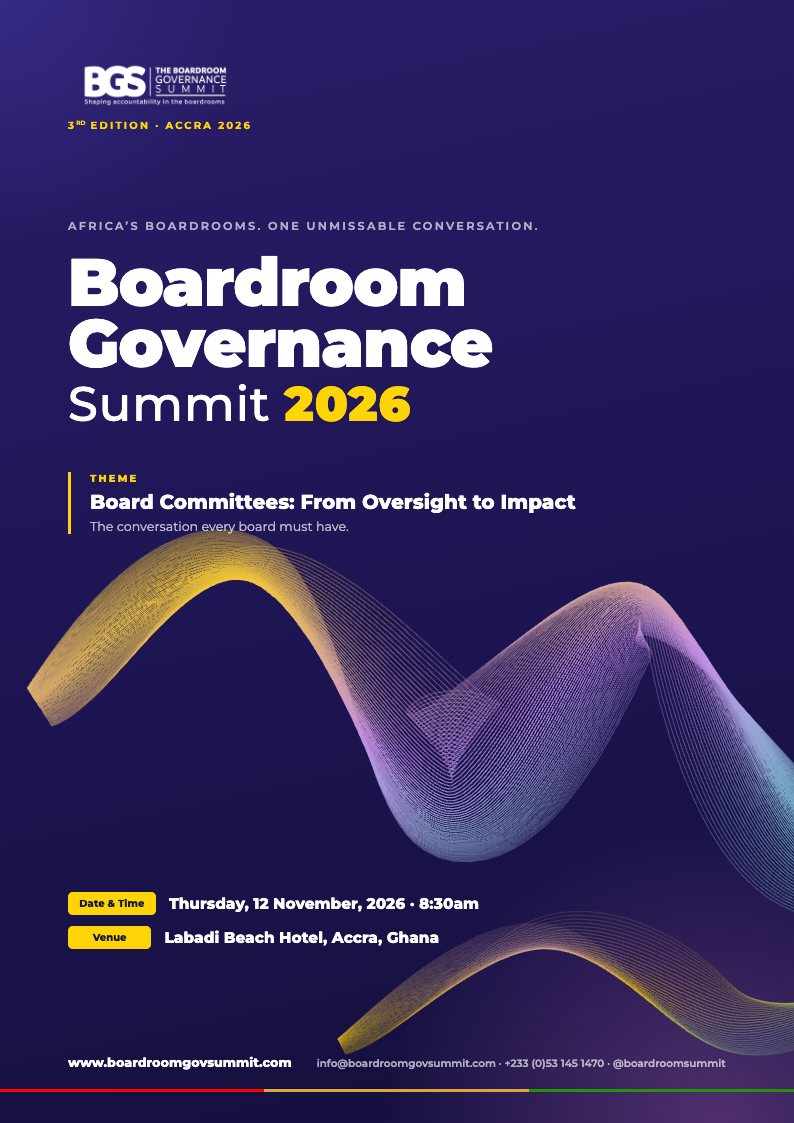 BGS THE BOARDROOM
GOVERNANCE
SUMMIT
Shaping accountability in the boardrooms
3RD EDITION · ACCRA 2026
AFRICA'S BOARDROOMS. ONE UNMISSABLE CONVERSATION.
Boardroom
Governance
Summit 2026
THEME
Board Committees: From Oversight to Impact
The conversation every board must have.
Date & Time Thursday, 12 November, 2026 · 8:30am
Venue Labadi Beach Hotel, Accra, Ghana
www.boardroomgovsummit.com info@boardroomgovsummit.com · +233 (0)53 145 1470 · @boardroomsummit